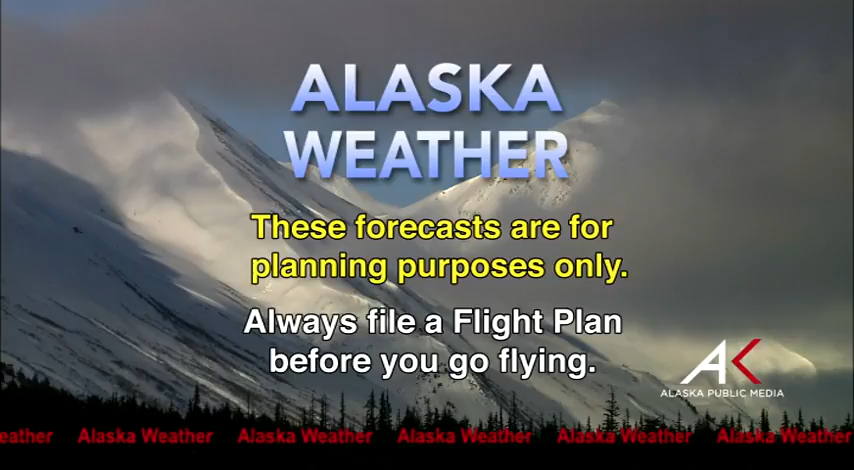 ALASKA
WEATHER
These forecasts are for
planning purposes only.
Always file a Flight Plan
before you go flying.
AK
ALASKA PUBLIC MEDIA
eather Alaska Weather Alaska Weather Alaska Weather Alaska Weather Alaska Weather